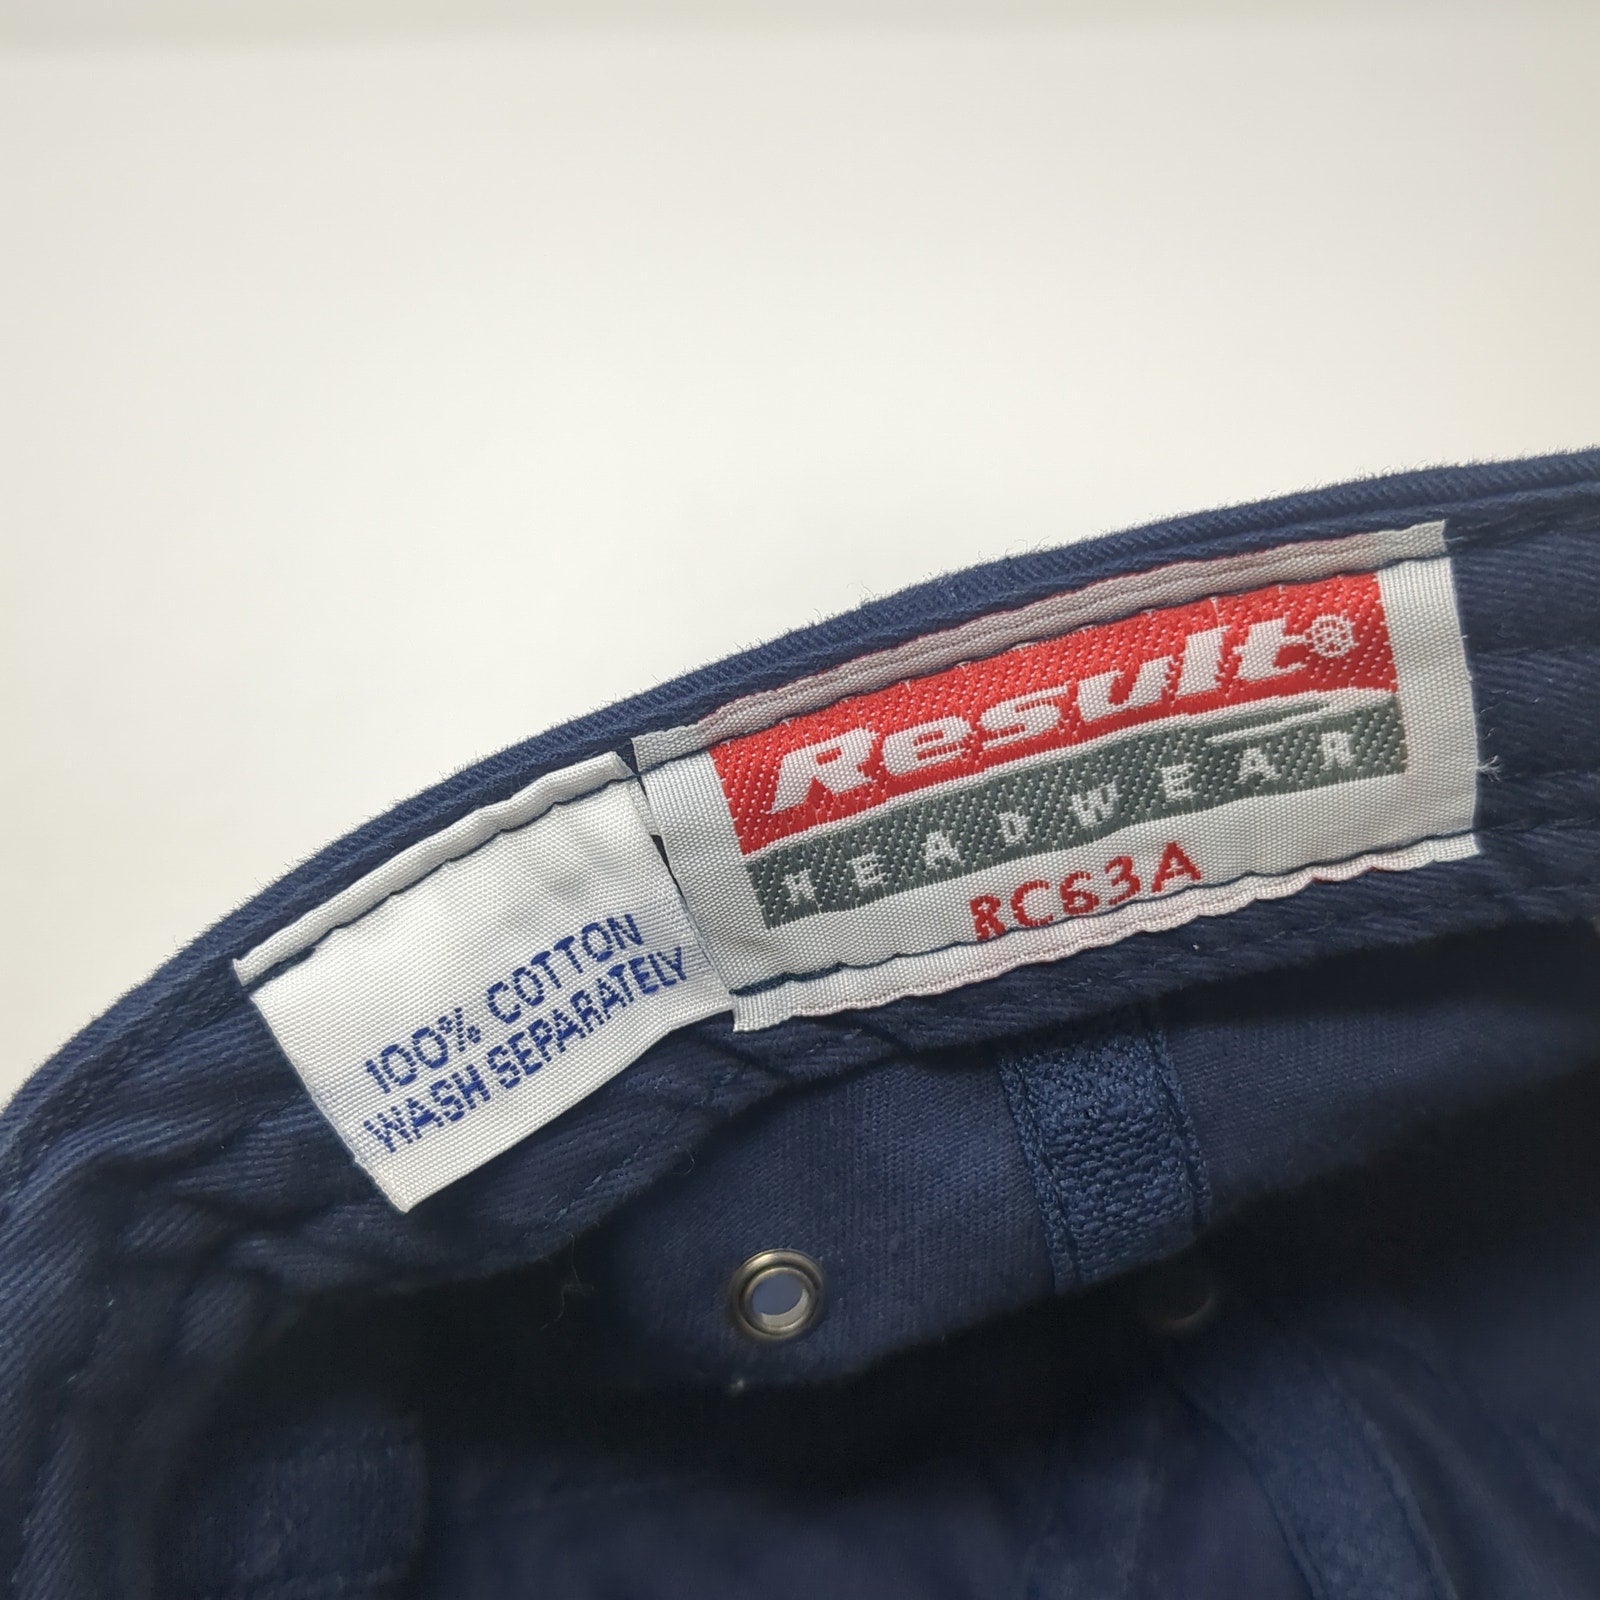 100% COTTON
WASH SEPARATELY
Result
HEADWEAR
RC63A